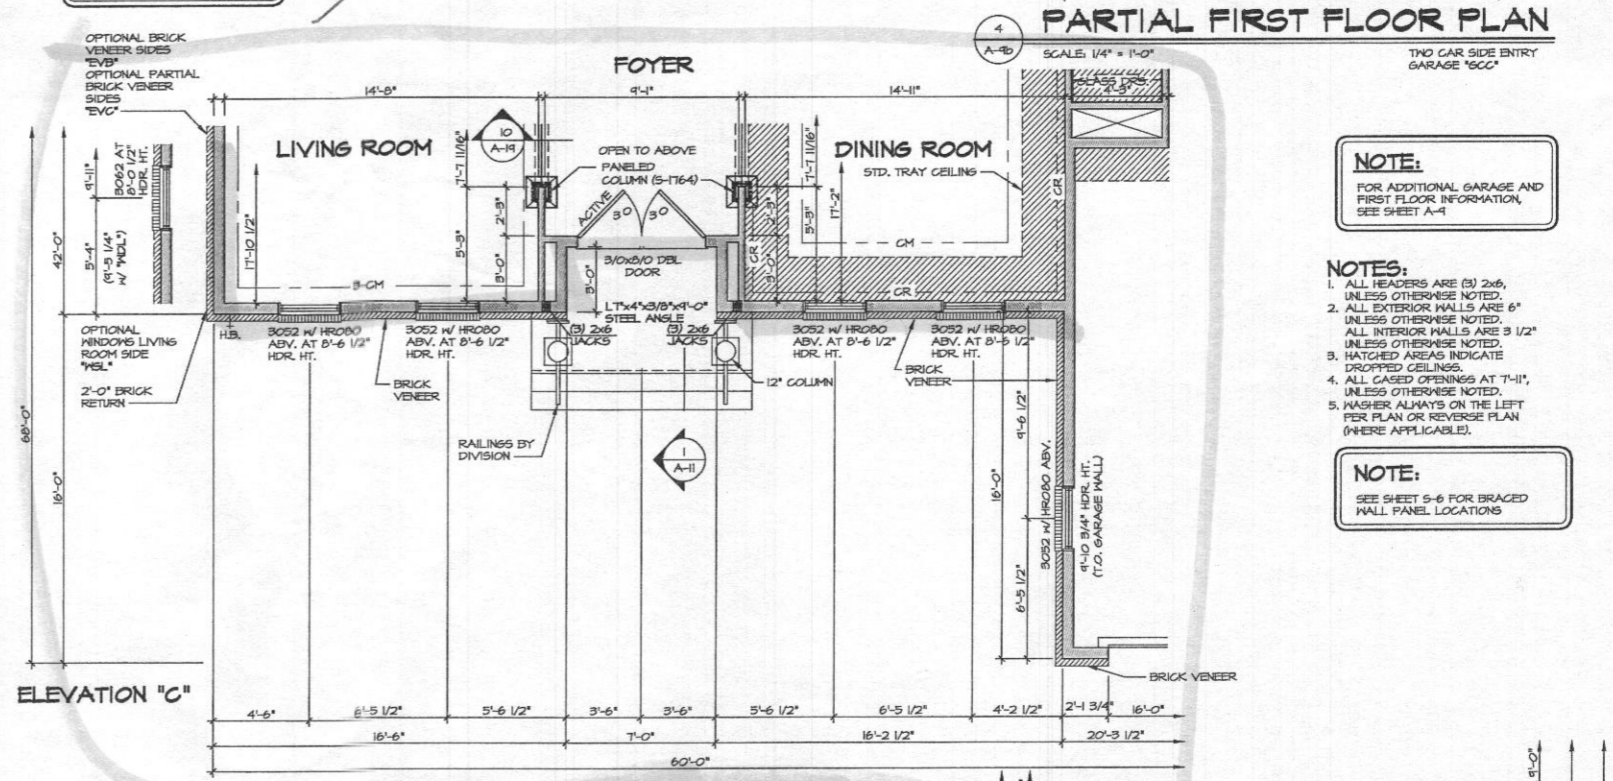 PARTIAL FIRST FLOOR PLAN
4
A-9b
SCALE: 1/4" = 1'-0"
TWO CAR SIDE ENTRY
GARAGE "GCC"
OPTIONAL BRICK
VENEER SIDES
"EVB"
OPTIONAL PARTIAL
BRICK VENEER
SIDES
"EVC"
FOYER
GLASS DRS.
4'-3"
14'-8"
9'-1"
14'-11"
LIVING ROOM
10
A-19
OPEN TO ABOVE
PANELED
COLUMN (S-1764)
DINING ROOM
STD. TRAY CEILING
7'-7 11/16"
7'-7 11/16"
9'-11"
3062 AT
8'-0 1/2"
HDR. HT.
5'-4"
(9'-5 1/4"
W/ "WDL")
42'-0"
17'-10 1/2"
5'-3"
2'-3"
3'-0"
ACTIVE
3⁰
3⁰
3'-0"
3/0x8/0 DBL
DOOR
2'-3"
3'-0"
5'-3"
17'-2"
CR
CR
CM
CR
3 CM
L7"x4"x3/8"x9'-0"
STEEL ANGLE
(3) 2x6
JACKS
(3) 2x6
JACKS
H.B.
3052 W/ HR080
ABV. AT 8'-6 1/2"
HDR. HT.
3052 W/ HR080
ABV. AT 8'-6 1/2"
HDR. HT.
3052 W/ HR080
ABV. AT 8'-6 1/2"
HDR. HT.
3052 W/ HR080
ABV. AT 8'-6 1/2"
HDR. HT.
OPTIONAL
WINDOWS LIVING
ROOM SIDE
"WSL"
2'-0" BRICK
RETURN
BRICK
VENEER
12" COLUMN
BRICK
VENEER
RAILINGS BY
DIVISION
1
A-11
68'-0"
16'-0"
9'-6 1/2"
16'-0"
6'-5 1/2"
3052 W/ HR080 ABV.
9'-10 3/4" HDR. HT.
(T.O. GARAGE WALL)
BRICK VENEER
ELEVATION "C"
4'-6"
6'-5 1/2"
5'-6 1/2"
3'-6"
3'-6"
5'-6 1/2"
6'-5 1/2"
4'-2 1/2"
2'-1 3/4"
16'-0"
16'-6"
7'-0"
16'-2 1/2"
20'-3 1/2"
60'-0"
NOTE:
FOR ADDITIONAL GARAGE AND
FIRST FLOOR INFORMATION,
SEE SHEET A-9
NOTES:
1. ALL HEADERS ARE (3) 2x6,
UNLESS OTHERWISE NOTED.
2. ALL EXTERIOR WALLS ARE 6"
UNLESS OTHERWISE NOTED.
ALL INTERIOR WALLS ARE 3 1/2"
UNLESS OTHERWISE NOTED.
3. HATCHED AREAS INDICATE
DROPPED CEILINGS.
4. ALL CASED OPENINGS AT 7'-11",
UNLESS OTHERWISE NOTED.
5. WASHER ALWAYS ON THE LEFT
PER PLAN OR REVERSE PLAN
(WHERE APPLICABLE).
NOTE:
SEE SHEET S-6 FOR BRACED
WALL PANEL LOCATIONS